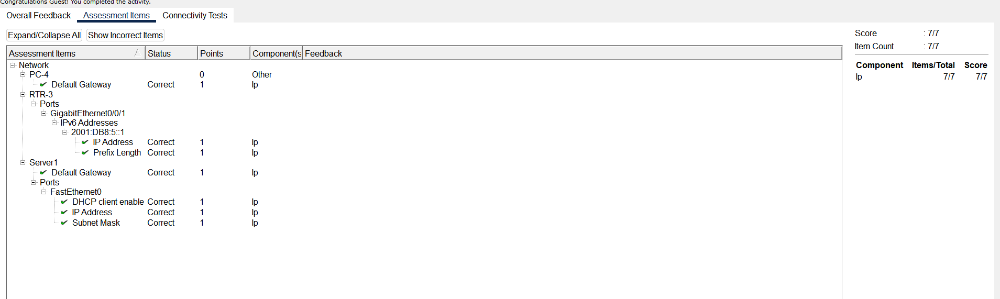 Congratulations Guest! You completed the activity.
Overall Feedback Assessment Items Connectivity Tests
Expand/Collapse All Show Incorrect Items
Assessment Items Status Points Component(s Feedback
Network
PC-4 0 Other
Default Gateway Correct 1 Ip
RTR-3
Ports
GigabitEthernet0/0/1
IPv6 Addresses
2001:DB8:5::1
IP Address Correct 1 Ip
Prefix Length Correct 1 Ip
Server1
Default Gateway Correct 1 Ip
Ports
FastEthernet0
DHCP client enable Correct 1 Ip
IP Address Correct 1 Ip
Subnet Mask Correct 1 Ip
Score : 7/7
Item Count : 7/7
Component Items/Total Score
Ip 7/7 7/7